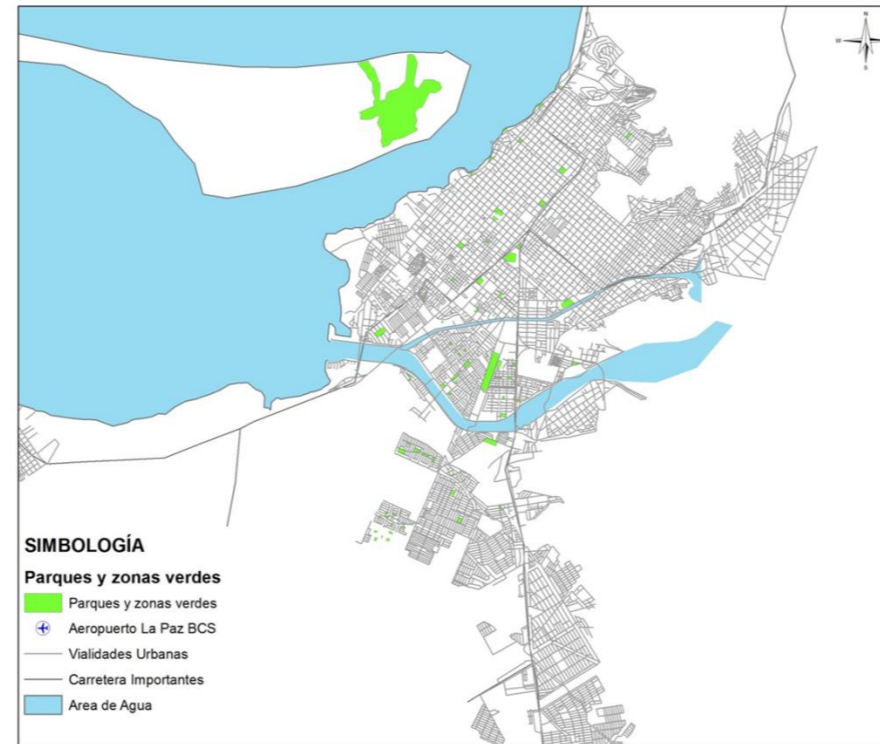 N
W
E
S
SIMBOLOGÍA
Parques y zonas verdes
Parques y zonas verdes
Aeropuerto La Paz BCS
Vialidades Urbanas
Carretera Importantes
Area de Agua